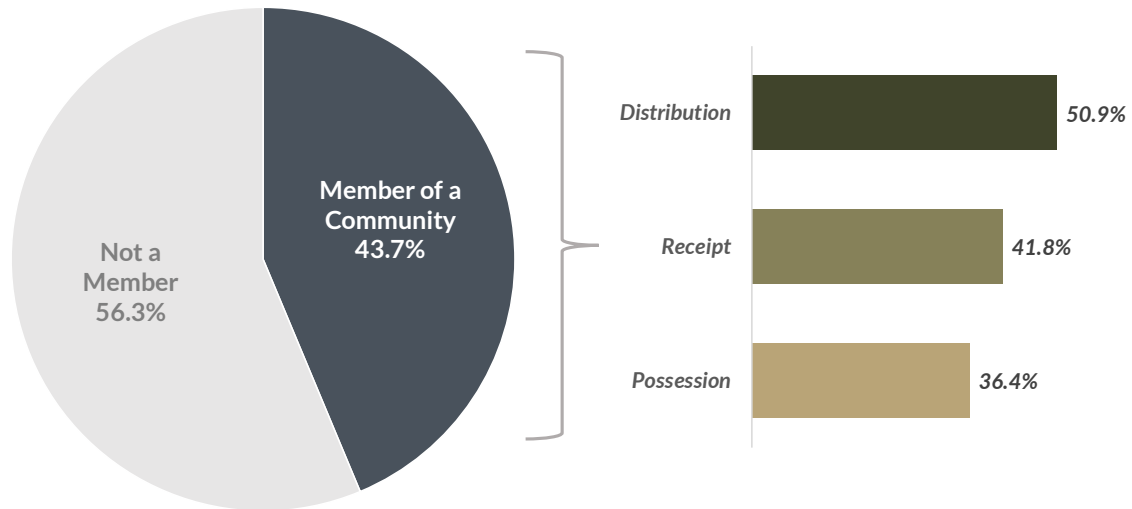 Member of a
Community
43.7%
Not a
Member
56.3%
Distribution
50.9%
Receipt
41.8%
Possession
36.4%